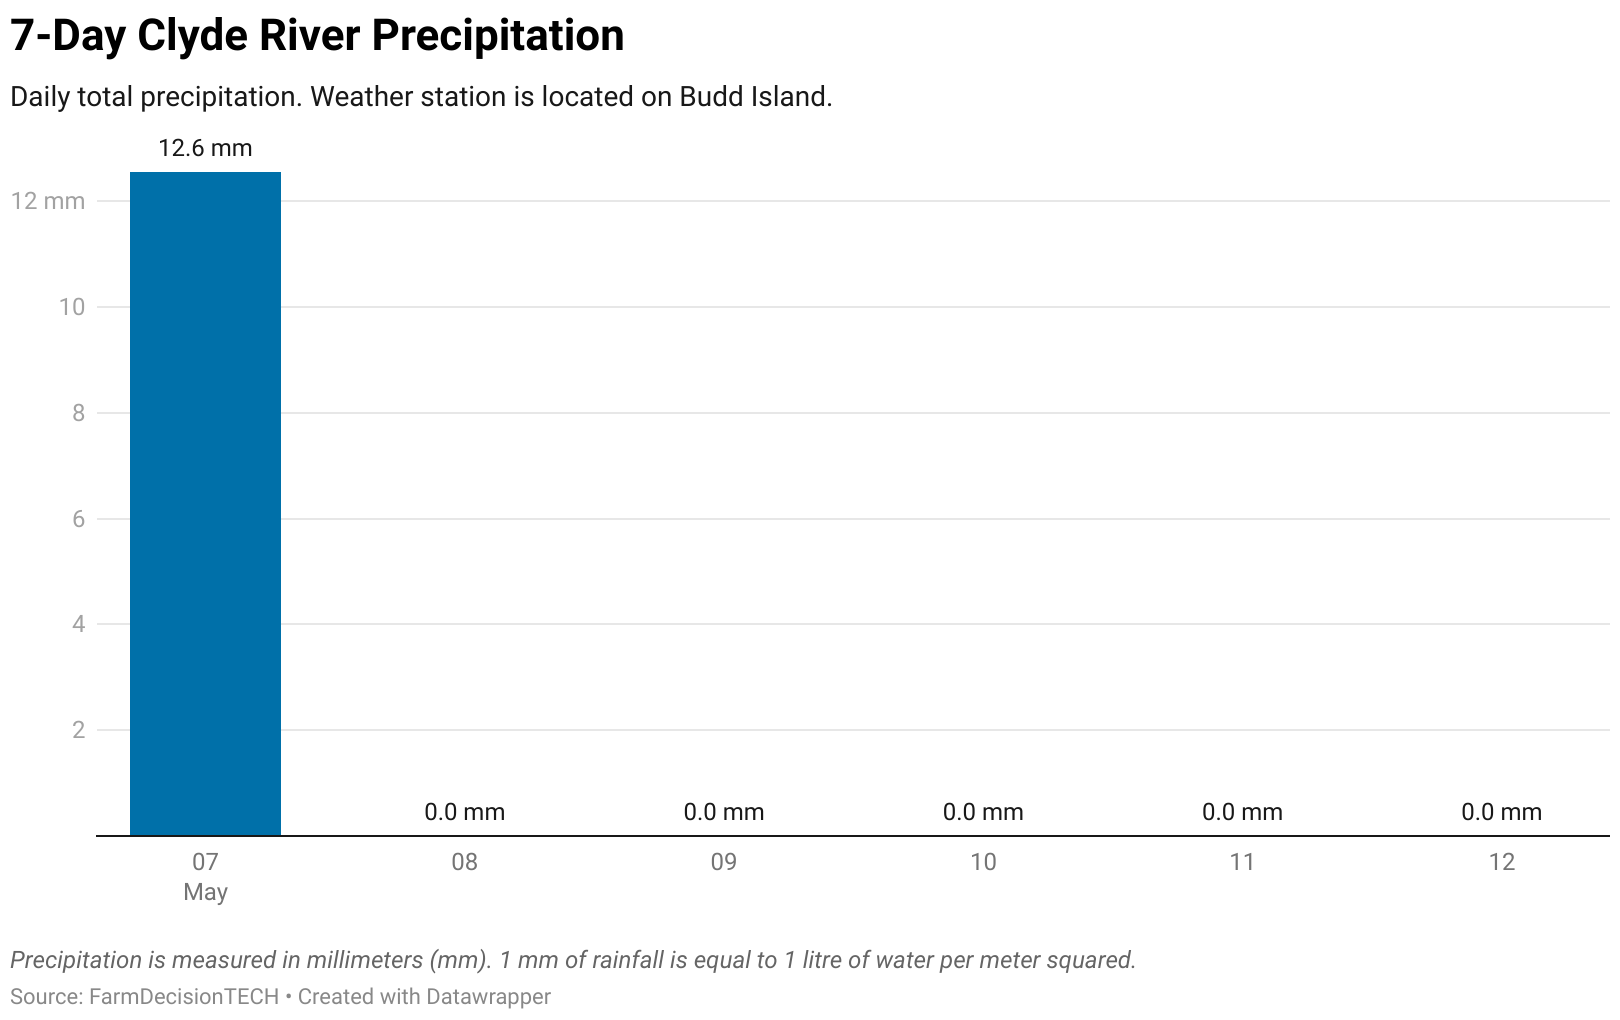 7-Day Clyde River Precipitation
Daily total precipitation. Weather station is located on Budd Island.
12.6 mm
12 mm
10
8
6
4
2
0.0 mm 0.0 mm 0.0 mm 0.0 mm 0.0 mm
07 08 09 10 11 12
May
Precipitation is measured in millimeters (mm). 1 mm of rainfall is equal to 1 litre of water per meter squared.
Source: FarmDecisionTECH • Created with Datawrapper